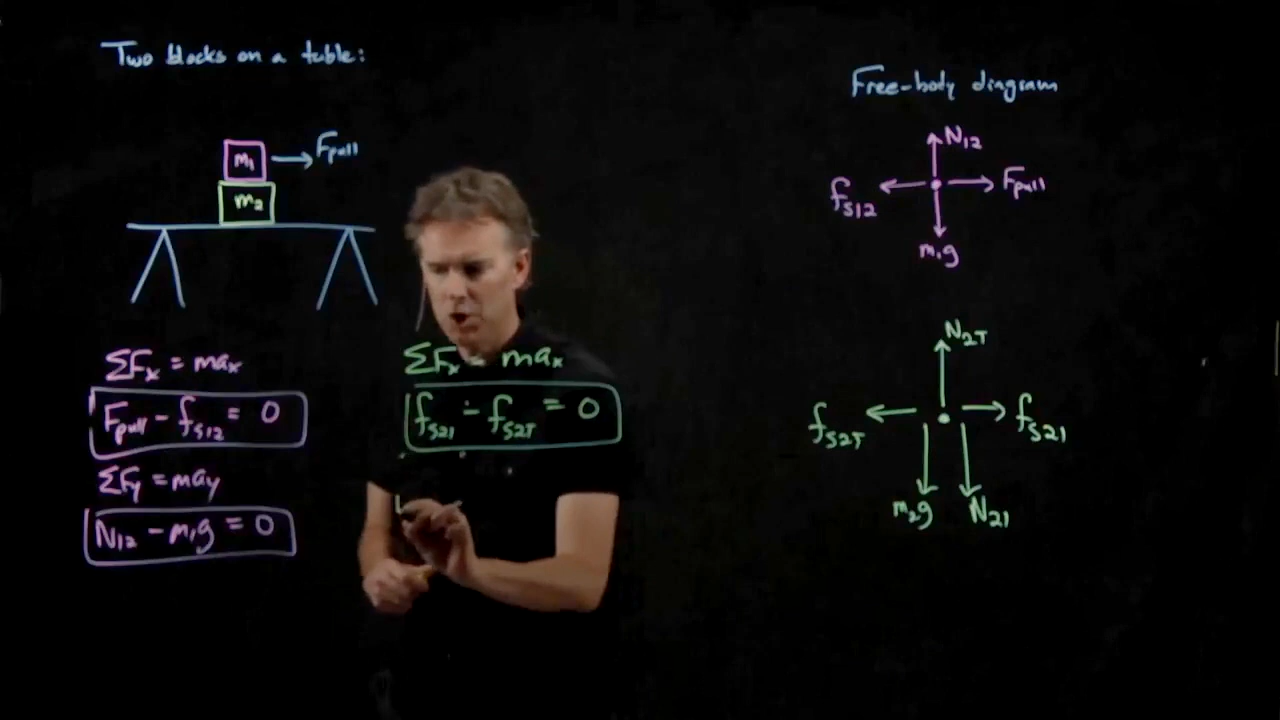 Two blocks on a table:
m₁
Fpull
m₂
ΣFₓ = maₓ
Fpull - fs12 = 0
ΣFy = may
N12 - m₁g = 0
ΣFₓ = maₓ
fs21 - fs2T = 0
Free-body diagram
N12
fs12
Fpull
m₁g
N2T
fs2T
fs21
m₂g
N21